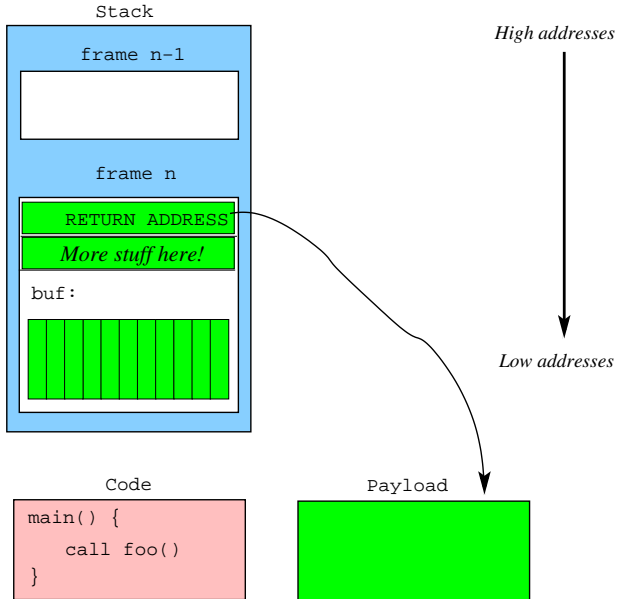 Stack
frame n-1
frame n
RETURN ADDRESS
More stuff here!
buf:
High addresses
Low addresses
Code
main() {
call foo()
}
Payload